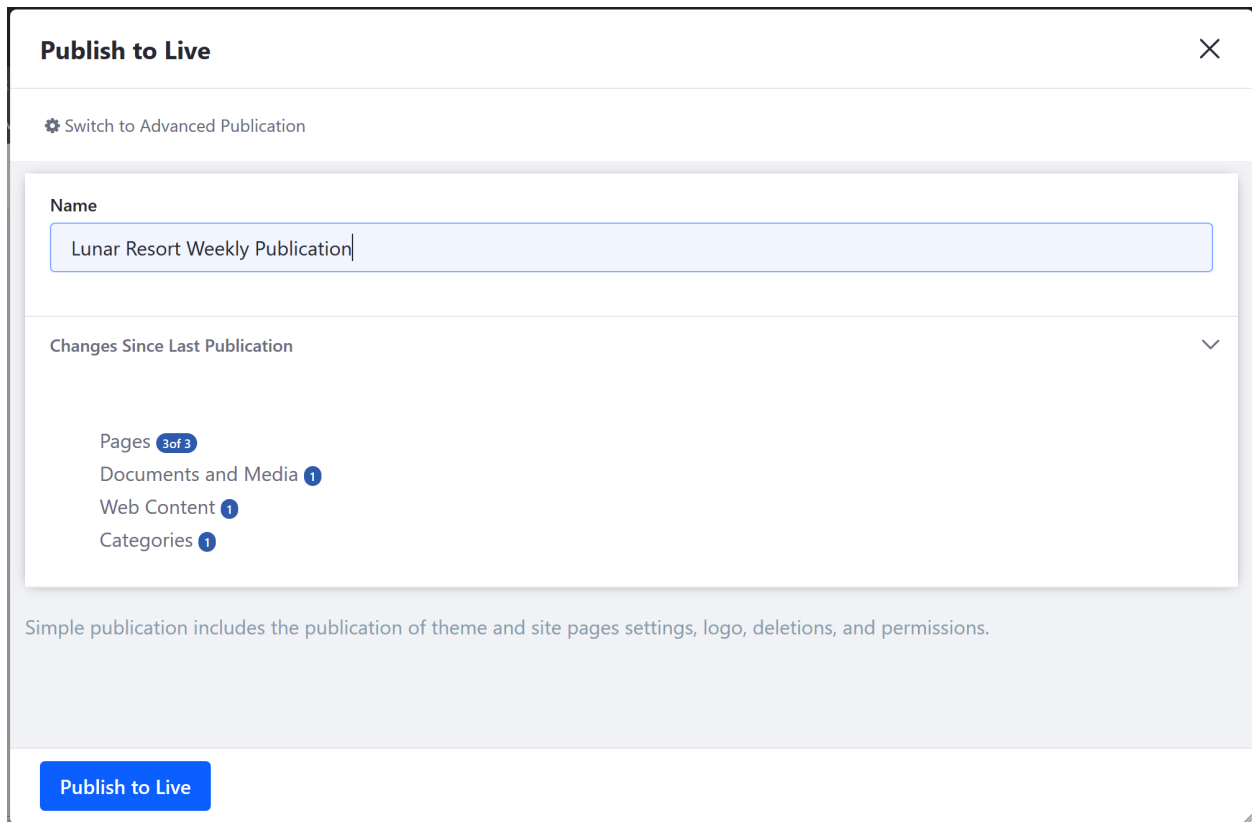 Publish to Live
Switch to Advanced Publication
Name
Lunar Resort Weekly Publication
Changes Since Last Publication
Pages 3of 3
Documents and Media 1
Web Content 1
Categories 1
Simple publication includes the publication of theme and site pages settings, logo, deletions, and permissions.
Publish to Live